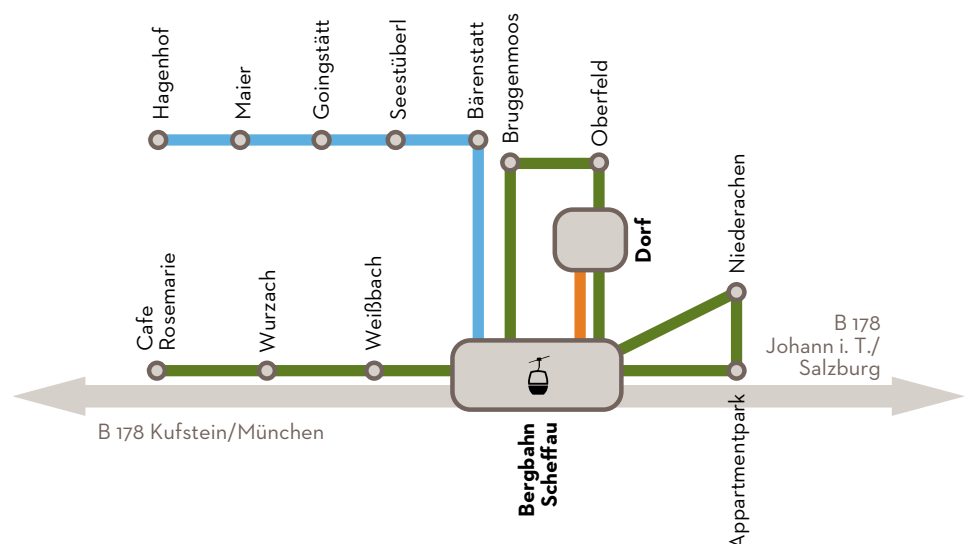 Hagenhof
Maier
Goingstätt
Seestüberl
Bärenstatt
Bruggenmoos
Oberfeld
Dorf
Niederachen
Cafe
Rosemarie
Wurzach
Weißbach
B 178
Johann i. T./
Salzburg
B 178 Kufstein/München
Bergbahn
Scheffau
Appartmentpark